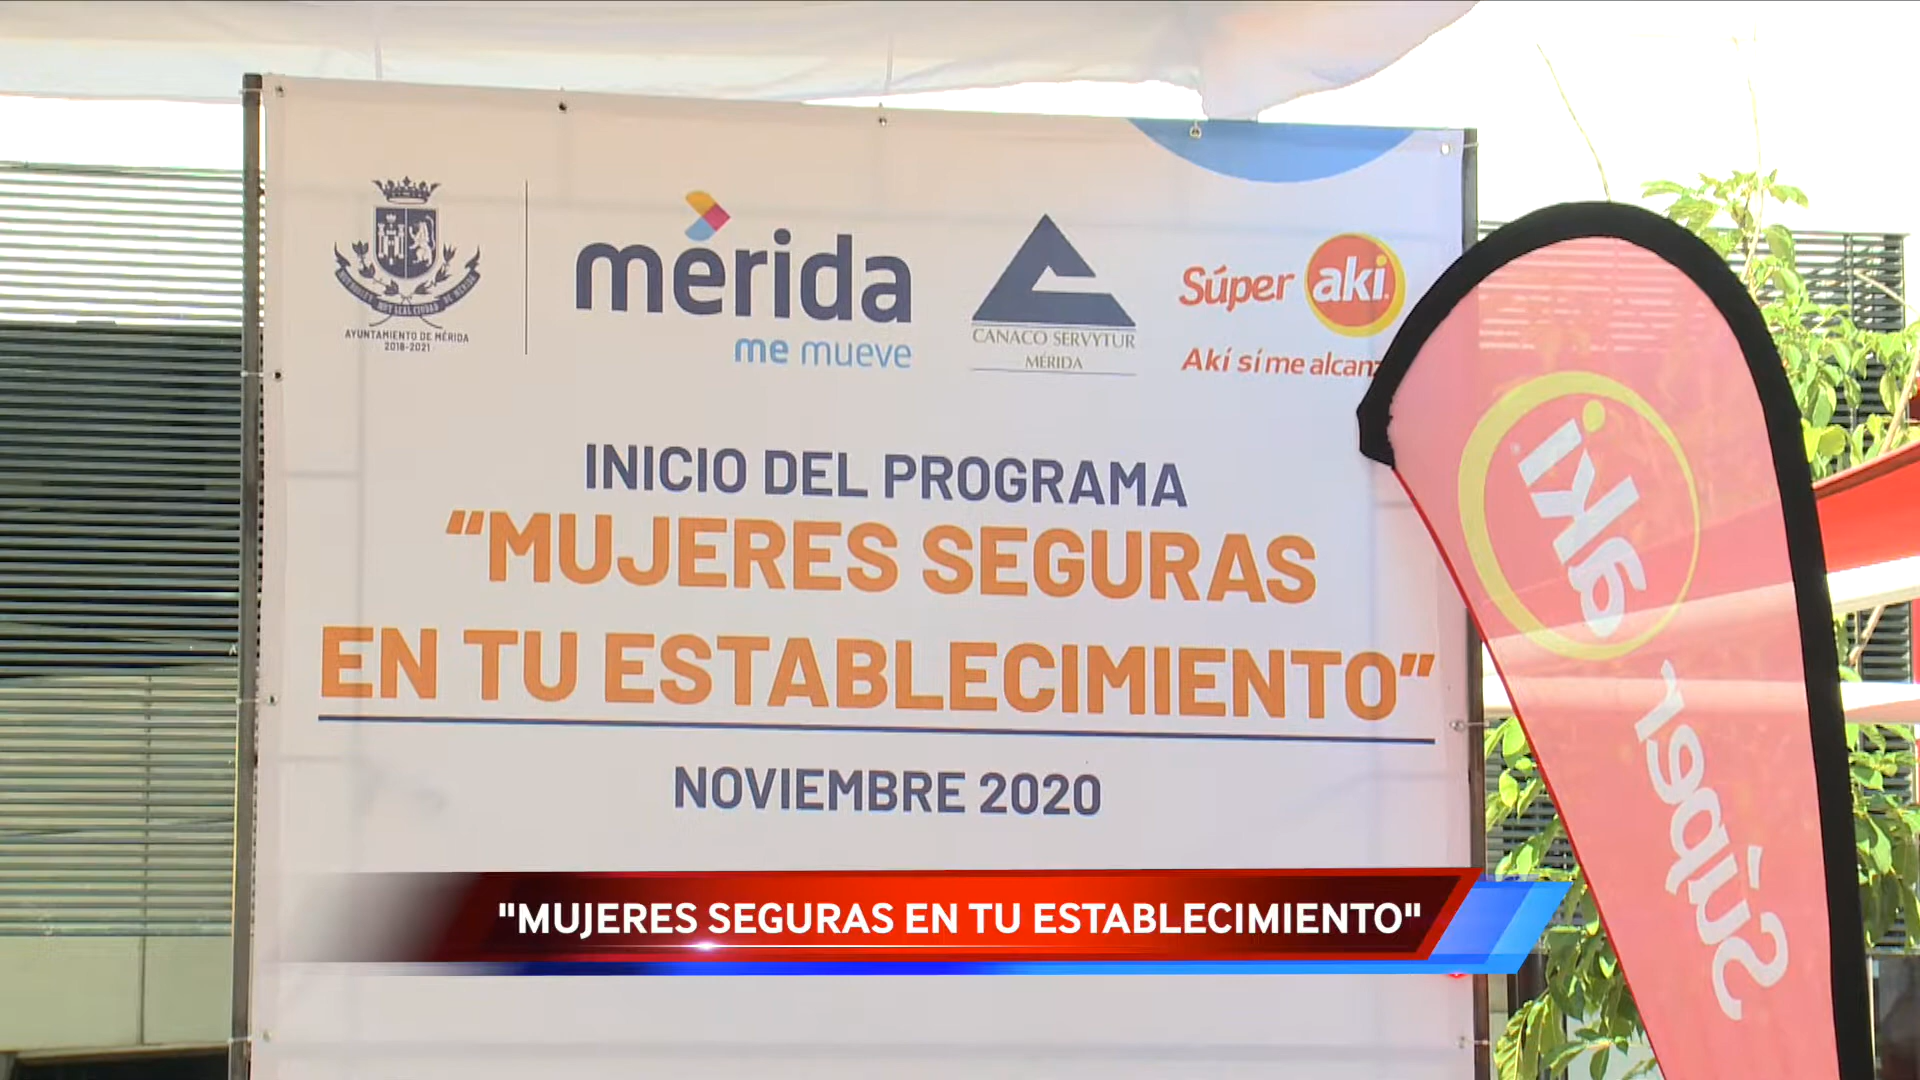 AYUNTAMIENTO DE MÉRIDA
2018-2021
mérida
me mueve
CANACO SERVYTUR
MÉRIDA
Súper aki
Akí sí me
INICIO DEL PROGRAMA
“MUJERES SEGURAS
EN TU ESTABLECIMIENTO”
NOVIEMBRE 2020
"MUJERES SEGURAS EN TU ESTABLECIMIENTO"
aki
Súper